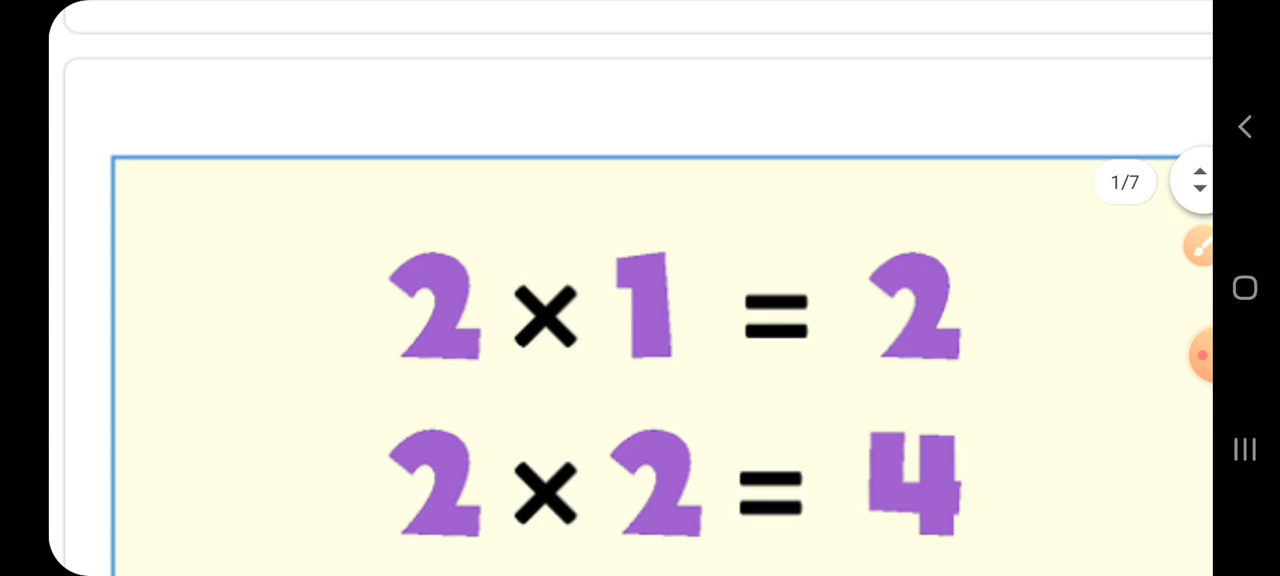 1/7
2 × 1 = 2
2 × 2 = 4